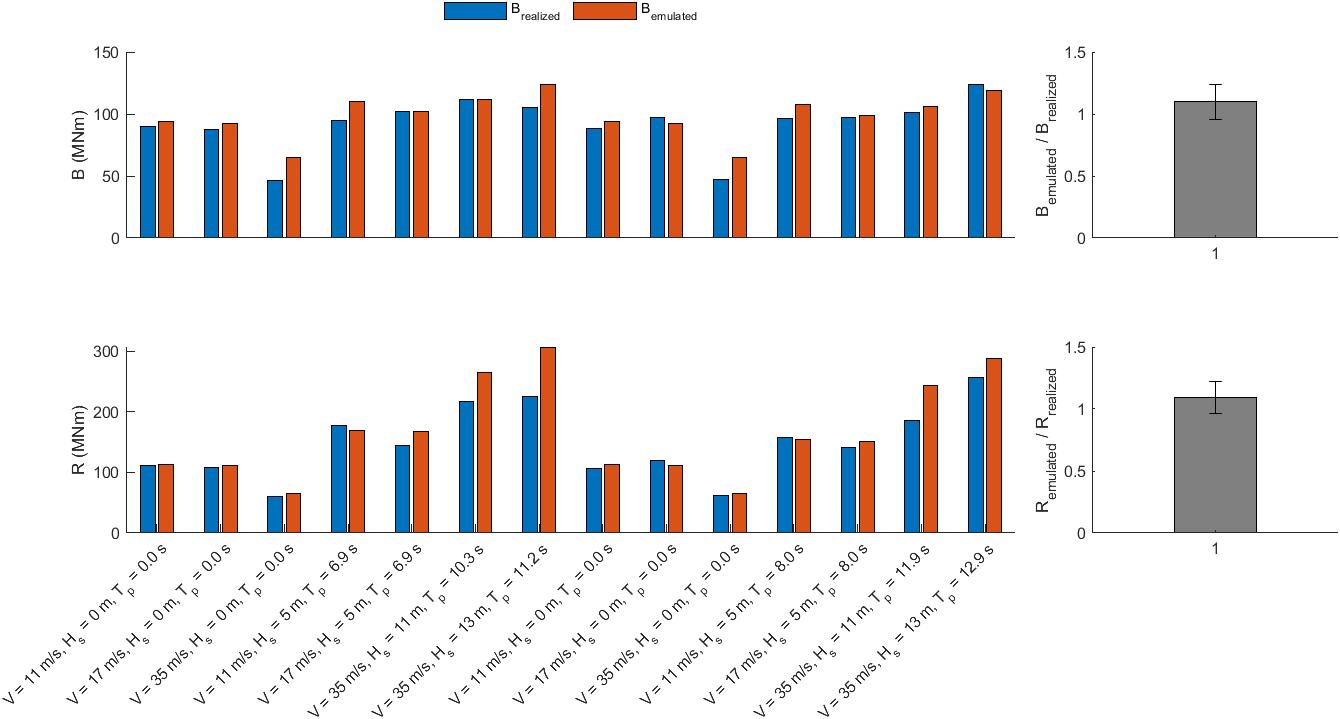 B_realized B_emulated
150
100
50
0
B (MNm)
1.5
1
0.5
0
B_emulated / B_realized
1
300
200
100
0
R (MNm)
1.5
1
0.5
0
R_emulated / R_realized
1
V = 11 m/s, H_s = 0 m, T_p = 0.0 s
V = 17 m/s, H_s = 0 m, T_p = 0.0 s
V = 35 m/s, H_s = 0 m, T_p = 0.0 s
V = 11 m/s, H_s = 5 m, T_p = 6.9 s
V = 17 m/s, H_s = 5 m, T_p = 6.9 s
V = 35 m/s, H_s = 11 m, T_p = 10.3 s
V = 35 m/s, H_s = 13 m, T_p = 11.2 s
V = 11 m/s, H_s = 0 m, T_p = 0.0 s
V = 17 m/s, H_s = 0 m, T_p = 0.0 s
V = 35 m/s, H_s = 0 m, T_p = 0.0 s
V = 11 m/s, H_s = 5 m, T_p = 8.0 s
V = 17 m/s, H_s = 5 m, T_p = 8.0 s
V = 35 m/s, H_s = 11 m, T_p = 11.9 s
V = 35 m/s, H_s = 13 m, T_p = 12.9 s